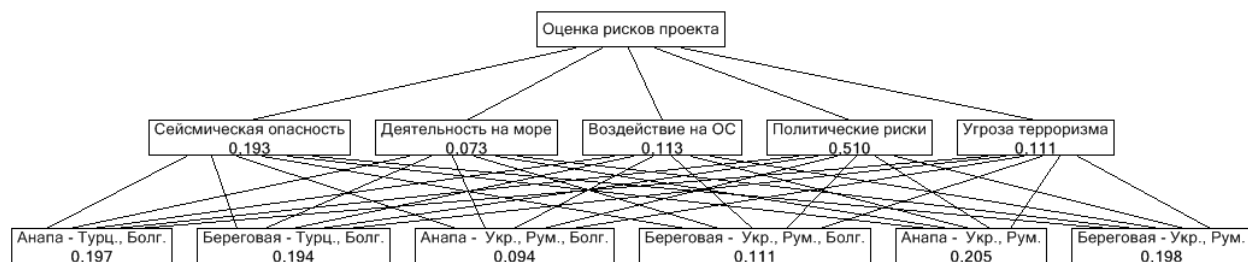 Оценка рисков проекта
Сейсмическая опасность
0.193
Деятельность на море
0.073
Воздействие на ОС
0.113
Политические риски
0.510
Угроза терроризма
0.111
Анапа - Турц., Болг.
0.197
Береговая - Турц., Болг.
0.194
Анапа - Укр., Рум., Болг.
0.094
Береговая - Укр., Рум., Болг.
0.111
Анапа - Укр., Рум.
0.205
Береговая - Укр., Рум.
0.198